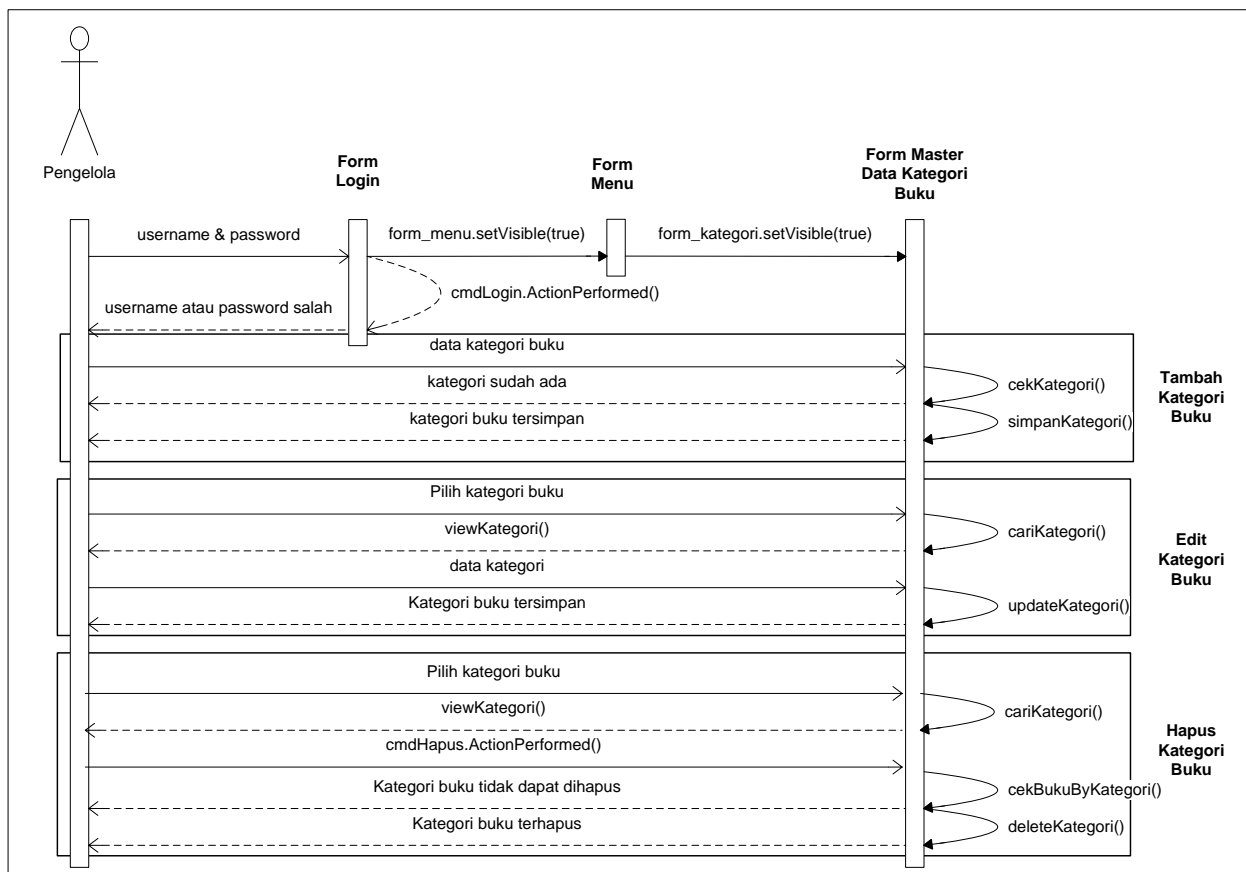 Pengelola
Form
Login
Form
Menu
Form Master
Data Kategori
Buku
username & password
form_menu.setVisible(true)
form_kategori.setVisible(true)
cmdLogin.ActionPerformed()
username atau password salah
data kategori buku
kategori sudah ada
cekKategori()
kategori buku tersimpan
simpanKategori()
Tambah
Kategori
Buku
Pilih kategori buku
viewKategori()
cariKategori()
data kategori
Kategori buku tersimpan
updateKategori()
Edit
Kategori
Buku
Pilih kategori buku
viewKategori()
cariKategori()
cmdHapus.ActionPerformed()
Kategori buku tidak dapat dihapus
cekBukuByKategori()
Kategori buku terhapus
deleteKategori()
Hapus
Kategori
Buku